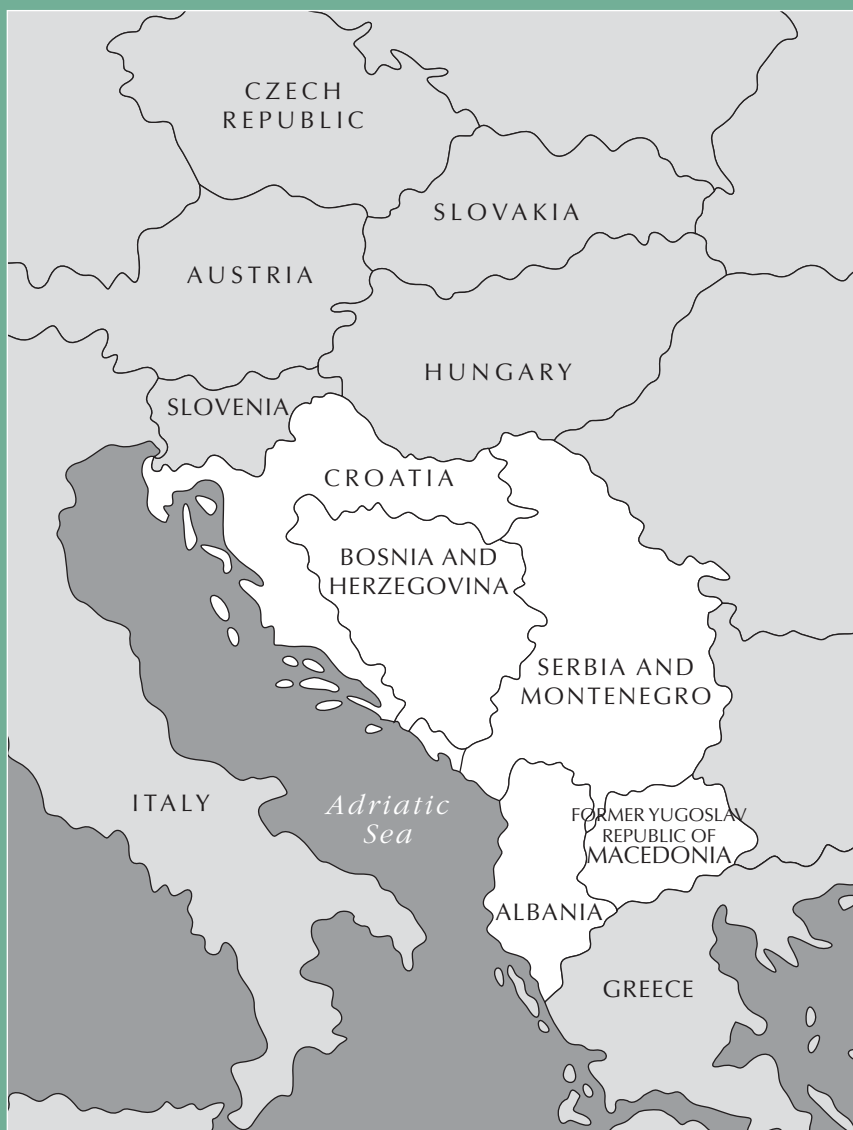 CZECH
REPUBLIC
SLOVAKIA
AUSTRIA
HUNGARY
SLOVENIA
CROATIA
BOSNIA AND
HERZEGOVINA
SERBIA AND
MONTENEGRO
ITALY
Adriatic
Sea
FORMER YUGOSLAV
REPUBLIC OF
MACEDONIA
ALBANIA
GREECE